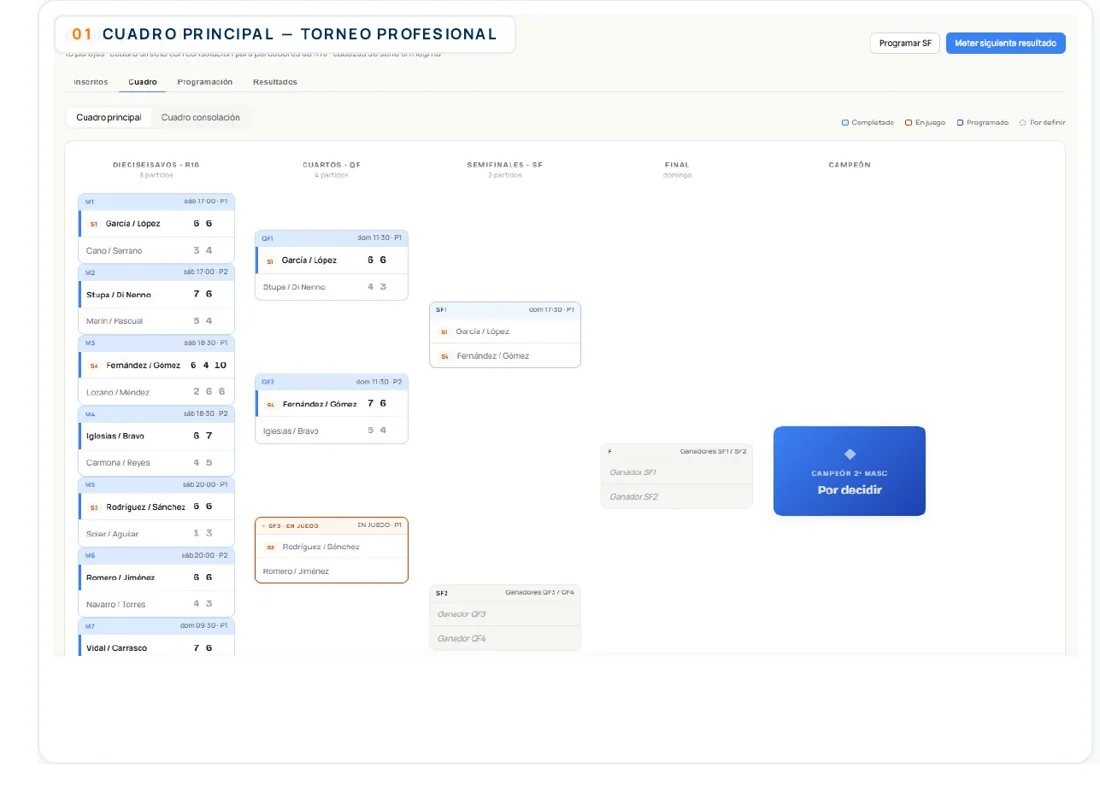 01 CUADRO PRINCIPAL — TORNEO PROFESIONAL
Programar SF
Meter siguiente resultado
Inscritos
Cuadro
Programación
Resultados
Cuadro principal
Cuadro consolación
Completado
En juego
Programado
Por definir
DIECISEISAVOS · R16
8 partidos
CUARTOS · QF
4 partidos
SEMIFINALES · SF
2 partidos
FINAL
domingo
CAMPEÓN
M1 sáb 17:00 · P1
S1 García / López 6 6
Cano / Serrano 3 4
M2 sáb 17:00 · P2
Stupa / Di Nenno 7 6
Marín / Pascual 5 4
M3 sáb 18:30 · P1
S4 Fernández / Gómez 6 4 10
Lozano / Méndez 2 6 6
M4 sáb 18:30 · P2
Iglesias / Bravo 6 7
Carmona / Reyes 4 5
M5 sáb 20:00 · P1
S3 Rodríguez / Sánchez 6 6
Soler / Aguilar 1 3
M6 sáb 20:00 · P2
Romero / Jiménez 6 6
Navarro / Torres 4 3
M7 dom 09:30 · P1
Vidal / Carrasco 7 6
QF1 dom 11:30 · P1
S1 García / López 6 6
Stupa / Di Nenno 4 3
QF2 dom 11:30 · P2
S4 Fernández / Gómez 7 6
Iglesias / Bravo 5 4
QF3 · EN JUEGO EN JUEGO · P1
Rodríguez / Sánchez
Romero / Jiménez
SF1 dom 17:30 · P1
S1 García / López
S4 Fernández / Gómez
SF2 Ganadores QF3 / QF4
Ganador QF3
Ganador QF4
F Ganadores SF1 / SF2
Ganador SF1
Ganador SF2
CAMPEÓN 2ª MASC
Por decidir